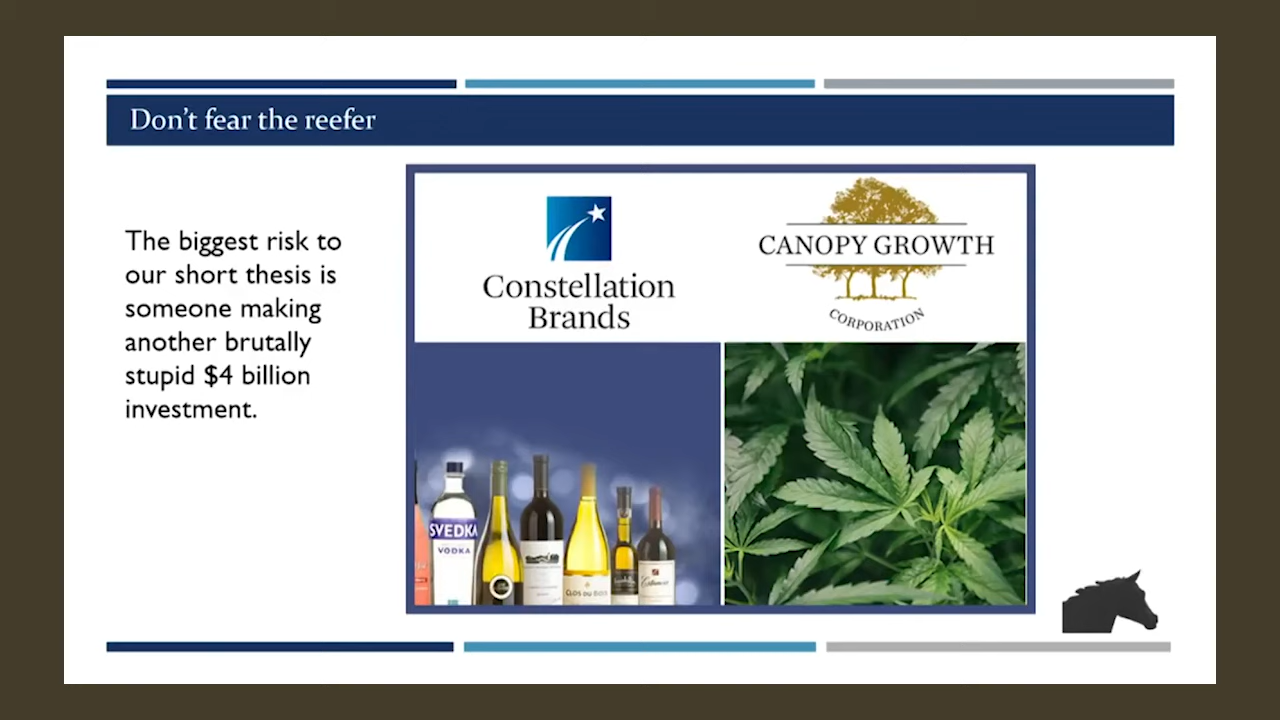 Don't fear the reefer
The biggest risk to
our short thesis is
someone making
another brutally
stupid $4 billion
investment.
Constellation
Brands
CANOPY GROWTH
CORPORATION
SVEDKA
VODKA
CLOS DU BOIS